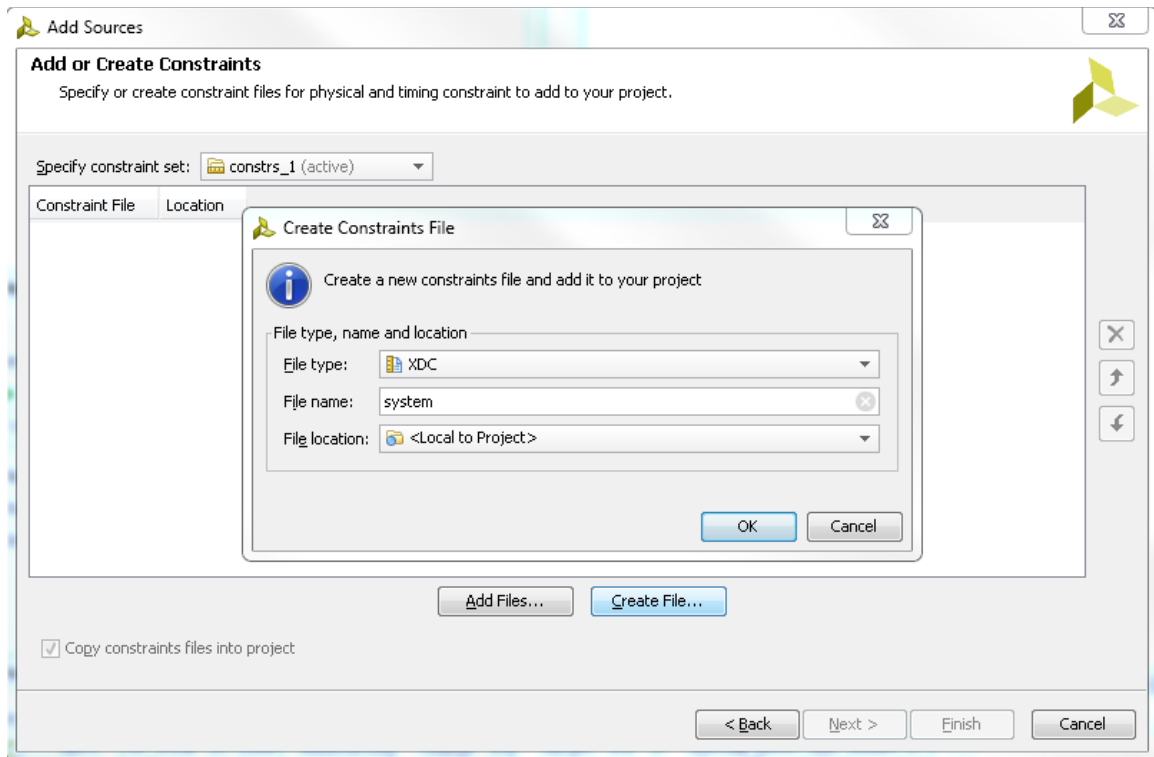 Add Sources
Add or Create Constraints
Specify or create constraint files for physical and timing constraint to add to your project.
Specify constraint set: constrs_1 (active)
Constraint File Location
Create Constraints File
Create a new constraints file and add it to your project
File type, name and location
File type: XDC
File name: system
File location: <Local to Project>
OK Cancel
Add Files... Create File...
Copy constraints files into project
< Back Next > Finish Cancel